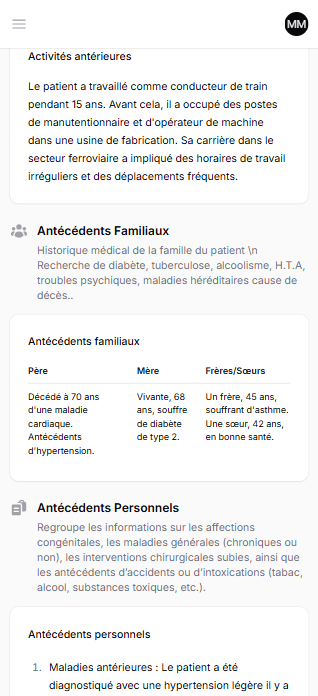 MM
Activités antérieures
Le patient a travaillé comme conducteur de train
pendant 15 ans. Avant cela, il a occupé des postes
de manutentionnaire et d'opérateur de machine
dans une usine de fabrication. Sa carrière dans le
secteur ferroviaire a impliqué des horaires de travail
irréguliers et des déplacements fréquents.
Antécédents Familiaux
Historique médical de la famille du patient \n
Recherche de diabète, tuberculose, alcoolisme, H.T.A,
troubles psychiques, maladies héréditaires cause de
décès..
Antécédents familiaux
Père Mère Frères/Sœurs
Décédé à 70 ans Vivante, 68 Un frère, 45 ans,
d'une maladie ans, souffre souffrant d'asthme.
cardiaque. de diabète Une sœur, 42 ans,
Antécédents de type 2. en bonne santé.
d'hypertension.
Antécédents Personnels
Regroupe les informations sur les affections
congénitales, les maladies générales (chroniques ou
non), les interventions chirurgicales subies, ainsi que
les antécédents d'accidents ou d'intoxications (tabac,
alcool, substances toxiques, etc.).
Antécédents personnels
1. Maladies antérieures : Le patient a été
diagnostiqué avec une hypertension légère il y a